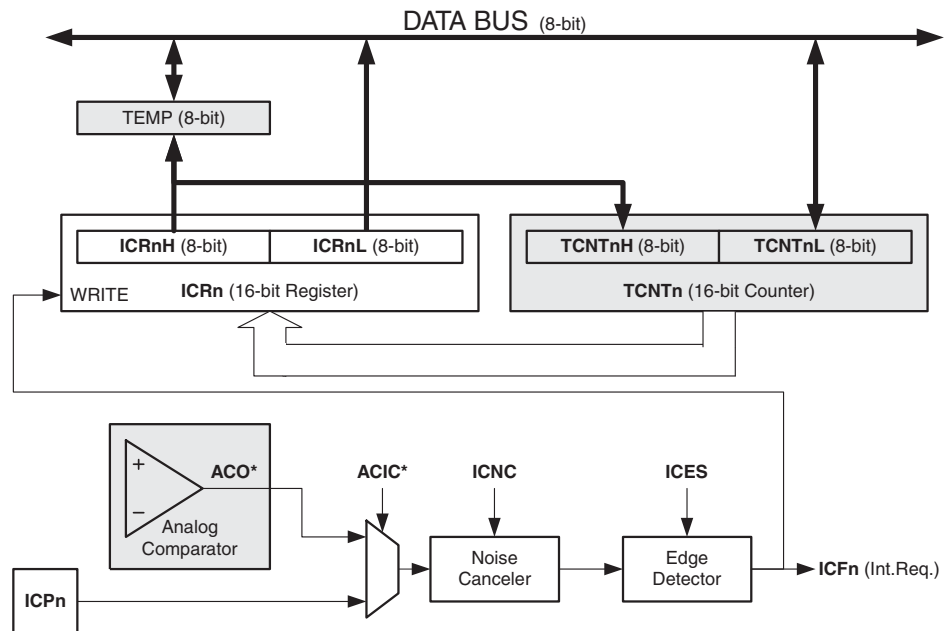 DATA BUS (8-bit)
TEMP (8-bit)
ICRnH (8-bit) ICRnL (8-bit)
TCNTnH (8-bit) TCNTnL (8-bit)
WRITE
ICRn (16-bit Register)
TCNTn (16-bit Counter)
+
−
ACO*
Analog
Comparator
ACIC*
ICNC
ICES
Noise
Canceler
Edge
Detector
ICFn (Int.Req.)
ICPn